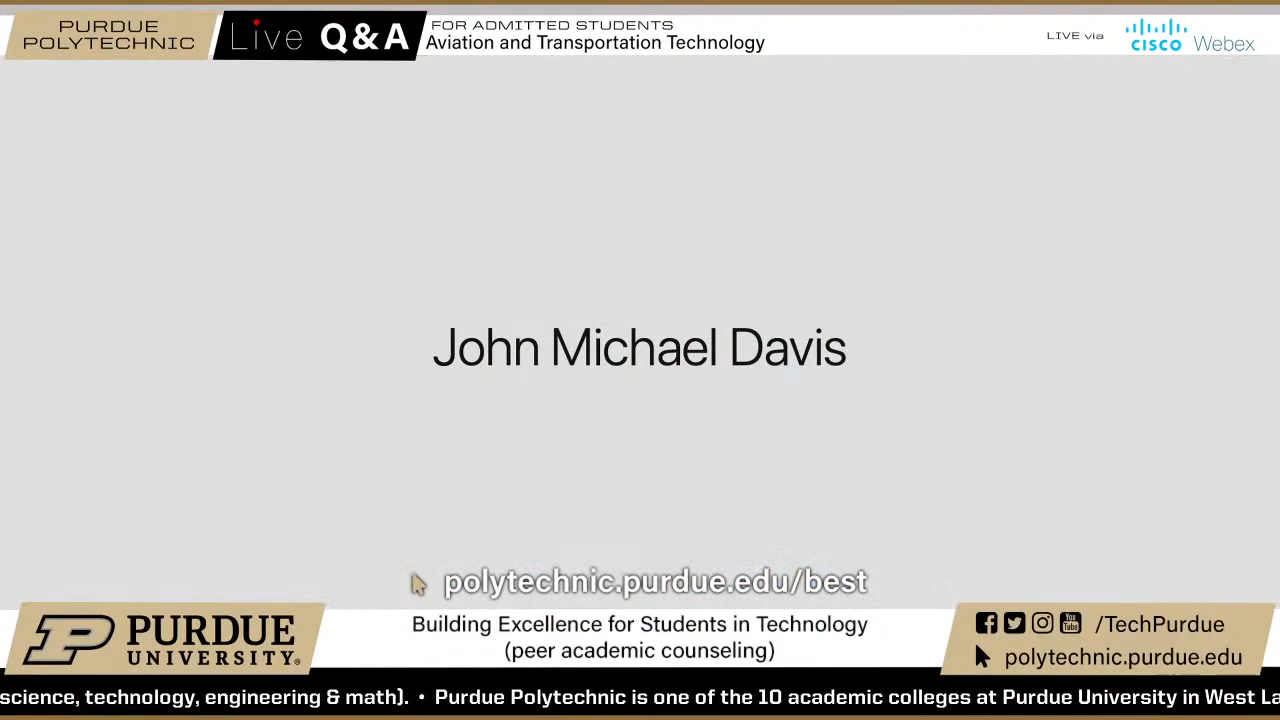 PURDUE
POLYTECHNIC
Live Q&A
FOR ADMITTED STUDENTS
Aviation and Transportation Technology
LIVE via
CISCO Webex
John Michael Davis
polytechnic.purdue.edu/best
Building Excellence for Students in Technology
(peer academic counseling)
P PURDUE
UNIVERSITY®
You Tube /TechPurdue
polytechnic.purdue.edu
science, technology, engineering & math). • Purdue Polytechnic is one of the 10 academic colleges at Purdue University in West La